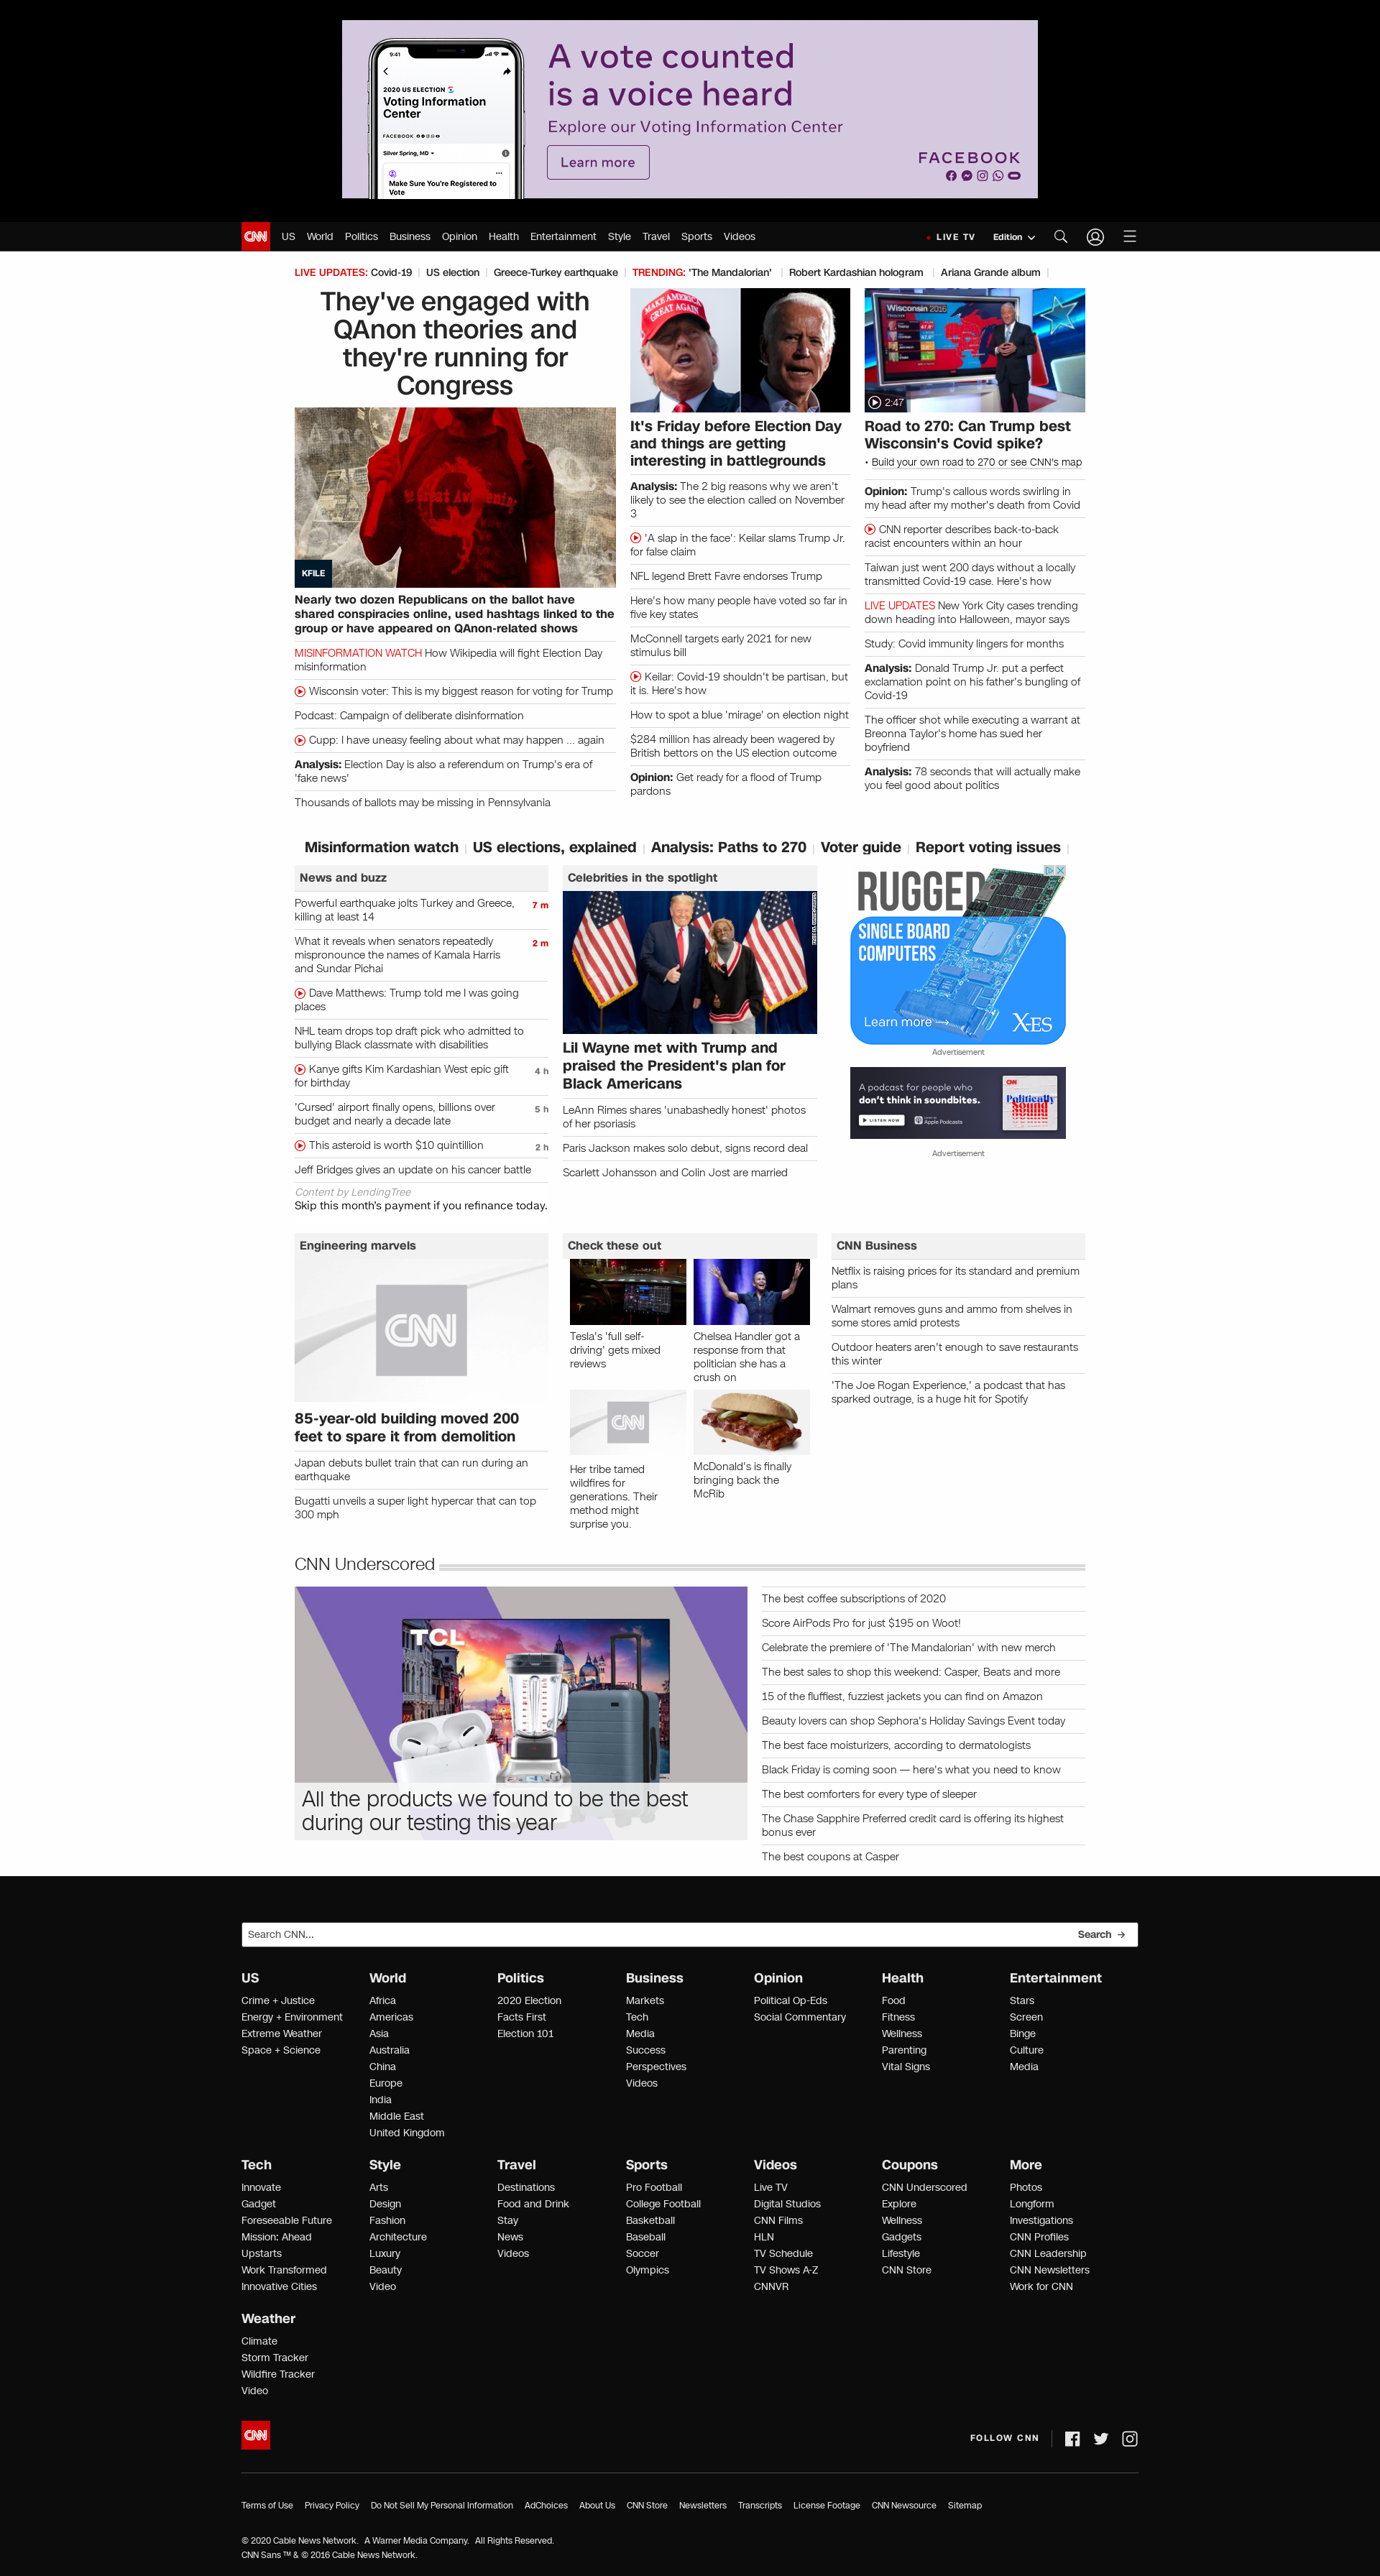 9:41
2020 US ELECTION
Voting Information
Center
FACEBOOK
Silver Spring, MD
Make Sure You're Registered to
Vote
A vote counted
is a voice heard
Explore our Voting Information Center
Learn more
FACEBOOK
CNN US World Politics Business Opinion Health Entertainment Style Travel Sports Videos LIVE TV Edition
LIVE UPDATES: Covid-19 | US election | Greece-Turkey earthquake | TRENDING: 'The Mandalorian' | Robert Kardashian hologram | Ariana Grande album |
They've engaged with
QAnon theories and
they're running for
Congress
Great Awakening
KFILE
Nearly two dozen Republicans on the ballot have
shared conspiracies online, used hashtags linked to the
group or have appeared on QAnon-related shows
MISINFORMATION WATCH How Wikipedia will fight Election Day
misinformation
Wisconsin voter: This is my biggest reason for voting for Trump
Podcast: Campaign of deliberate disinformation
Cupp: I have uneasy feeling about what may happen ... again
Analysis: Election Day is also a referendum on Trump's era of
'fake news'
Thousands of ballots may be missing in Pennsylvania
MAKE AMERICA
GREAT AGAIN
It's Friday before Election Day
and things are getting
interesting in battlegrounds
Analysis: The 2 big reasons why we aren't
likely to see the election called on November
3
'A slap in the face': Keilar slams Trump Jr.
for false claim
NFL legend Brett Favre endorses Trump
Here's how many people have voted so far in
five key states
McConnell targets early 2021 for new
stimulus bill
Keilar: Covid-19 shouldn't be partisan, but
it is. Here's how
How to spot a blue 'mirage' on election night
$284 million has already been wagered by
British bettors on the US election outcome
Opinion: Get ready for a flood of Trump
pardons
Wisconsin 2016
2:47
Road to 270: Can Trump best
Wisconsin's Covid spike?
• Build your own road to 270 or see CNN's map
Opinion: Trump's callous words swirling in
my head after my mother's death from Covid
CNN reporter describes back-to-back
racist encounters within an hour
Taiwan just went 200 days without a locally
transmitted Covid-19 case. Here's how
LIVE UPDATES New York City cases trending
down heading into Halloween, mayor says
Study: Covid immunity lingers for months
Analysis: Donald Trump Jr. put a perfect
exclamation point on his father's bungling of
Covid-19
The officer shot while executing a warrant at
Breonna Taylor's home has sued her
boyfriend
Analysis: 78 seconds that will actually make
you feel good about politics
Misinformation watch | US elections, explained | Analysis: Paths to 270 | Voter guide | Report voting issues |
News and buzz
Powerful earthquake jolts Turkey and Greece, 7 m
killing at least 14
What it reveals when senators repeatedly 2 m
mispronounce the names of Kamala Harris
and Sundar Pichai
Dave Matthews: Trump told me I was going
places
NHL team drops top draft pick who admitted to
bullying Black classmate with disabilities
Kanye gifts Kim Kardashian West epic gift 4 h
for birthday
'Cursed' airport finally opens, billions over 5 h
budget and nearly a decade late
This asteroid is worth $10 quintillion 2 h
Jeff Bridges gives an update on his cancer battle
Content by LendingTree
Skip this month's payment if you refinance today.
Celebrities in the spotlight
Lil Wayne met with Trump and
praised the President's plan for
Black Americans
LeAnn Rimes shares 'unabashedly honest' photos
of her psoriasis
Paris Jackson makes solo debut, signs record deal
Scarlett Johansson and Colin Jost are married
RUGGED
SINGLE BOARD
COMPUTERS
Learn more
X-ES
Advertisement
A podcast for people who
don't think in soundbites.
LISTEN NOW
Apple Podcasts
CNN
Politically
Sound
Advertisement
Engineering marvels
CNN
85-year-old building moved 200
feet to spare it from demolition
Japan debuts bullet train that can run during an
earthquake
Bugatti unveils a super light hypercar that can top
300 mph
Check these out
Tesla's 'full self-
driving' gets mixed
reviews
Chelsea Handler got a
response from that
politician she has a
crush on
CNN
Her tribe tamed
wildfires for
generations. Their
method might
surprise you.
McDonald's is finally
bringing back the
McRib
CNN Business
Netflix is raising prices for its standard and premium
plans
Walmart removes guns and ammo from shelves in
some stores amid protests
Outdoor heaters aren't enough to save restaurants
this winter
'The Joe Rogan Experience,' a podcast that has
sparked outrage, is a huge hit for Spotify
CNN Underscored
TCL
All the products we found to be the best
during our testing this year
The best coffee subscriptions of 2020
Score AirPods Pro for just $195 on Woot!
Celebrate the premiere of 'The Mandalorian' with new merch
The best sales to shop this weekend: Casper, Beats and more
15 of the fluffiest, fuzziest jackets you can find on Amazon
Beauty lovers can shop Sephora's Holiday Savings Event today
The best face moisturizers, according to dermatologists
Black Friday is coming soon — here's what you need to know
The best comforters for every type of sleeper
The Chase Sapphire Preferred credit card is offering its highest
bonus ever
The best coupons at Casper
Search CNN... Search →
US
Crime + Justice
Energy + Environment
Extreme Weather
Space + Science
World
Africa
Americas
Asia
Australia
China
Europe
India
Middle East
United Kingdom
Politics
2020 Election
Facts First
Election 101
Business
Markets
Tech
Media
Success
Perspectives
Videos
Opinion
Political Op-Eds
Social Commentary
Health
Food
Fitness
Wellness
Parenting
Vital Signs
Entertainment
Stars
Screen
Binge
Culture
Media
Tech
Innovate
Gadget
Foreseeable Future
Mission: Ahead
Upstarts
Work Transformed
Innovative Cities
Style
Arts
Design
Fashion
Architecture
Luxury
Beauty
Video
Travel
Destinations
Food and Drink
Stay
News
Videos
Sports
Pro Football
College Football
Basketball
Baseball
Soccer
Olympics
Videos
Live TV
Digital Studios
CNN Films
HLN
TV Schedule
TV Shows A-Z
CNNVR
Coupons
CNN Underscored
Explore
Wellness
Gadgets
Lifestyle
CNN Store
More
Photos
Longform
Investigations
CNN Profiles
CNN Leadership
CNN Newsletters
Work for CNN
Weather
Climate
Storm Tracker
Wildfire Tracker
Video
CNN
FOLLOW CNN
Terms of Use Privacy Policy Do Not Sell My Personal Information AdChoices About Us CNN Store Newsletters Transcripts License Footage CNN Newsource Sitemap
© 2020 Cable News Network. A Warner Media Company. All Rights Reserved.
CNN Sans ™ & © 2016 Cable News Network.